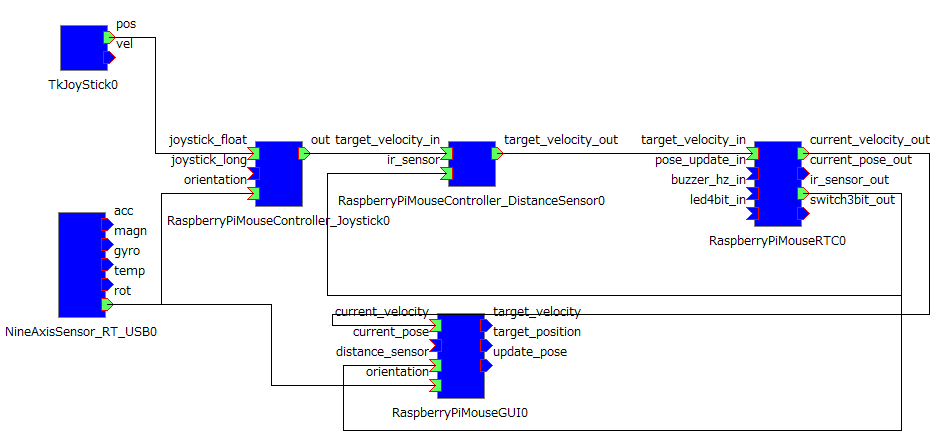 pos
vel
TkJoyStick0
joystick_float
joystick_long
orientation
out
RaspberryPiMouseController_Joystick0
target_velocity_in
ir_sensor
target_velocity_out
RaspberryPiMouseController_DistanceSensor0
target_velocity_in
pose_update_in
buzzer_hz_in
led4bit_in
current_velocity_out
current_pose_out
ir_sensor_out
switch3bit_out
RaspberryPiMouseRTC0
acc
magn
gyro
temp
rot
NineAxisSensor_RT_USB0
current_velocity
current_pose
distance_sensor
orientation
target_velocity
target_position
update_pose
RaspberryPiMouseGUI0